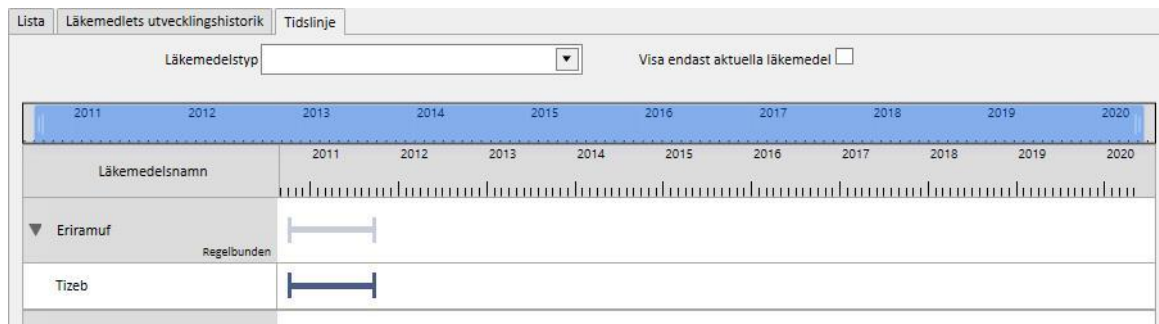 Lista Läkemedlets utvecklingshistorik Tidslinje
Läkemedelstyp Visa endast aktuella läkemedel
2011 2012 2013 2014 2015 2016 2017 2018 2019 2020
2011 2012 2013 2014 2015 2016 2017 2018 2019 2020
Läkemedelsnamn
Eriramuf
Regelbunden
Tizeb